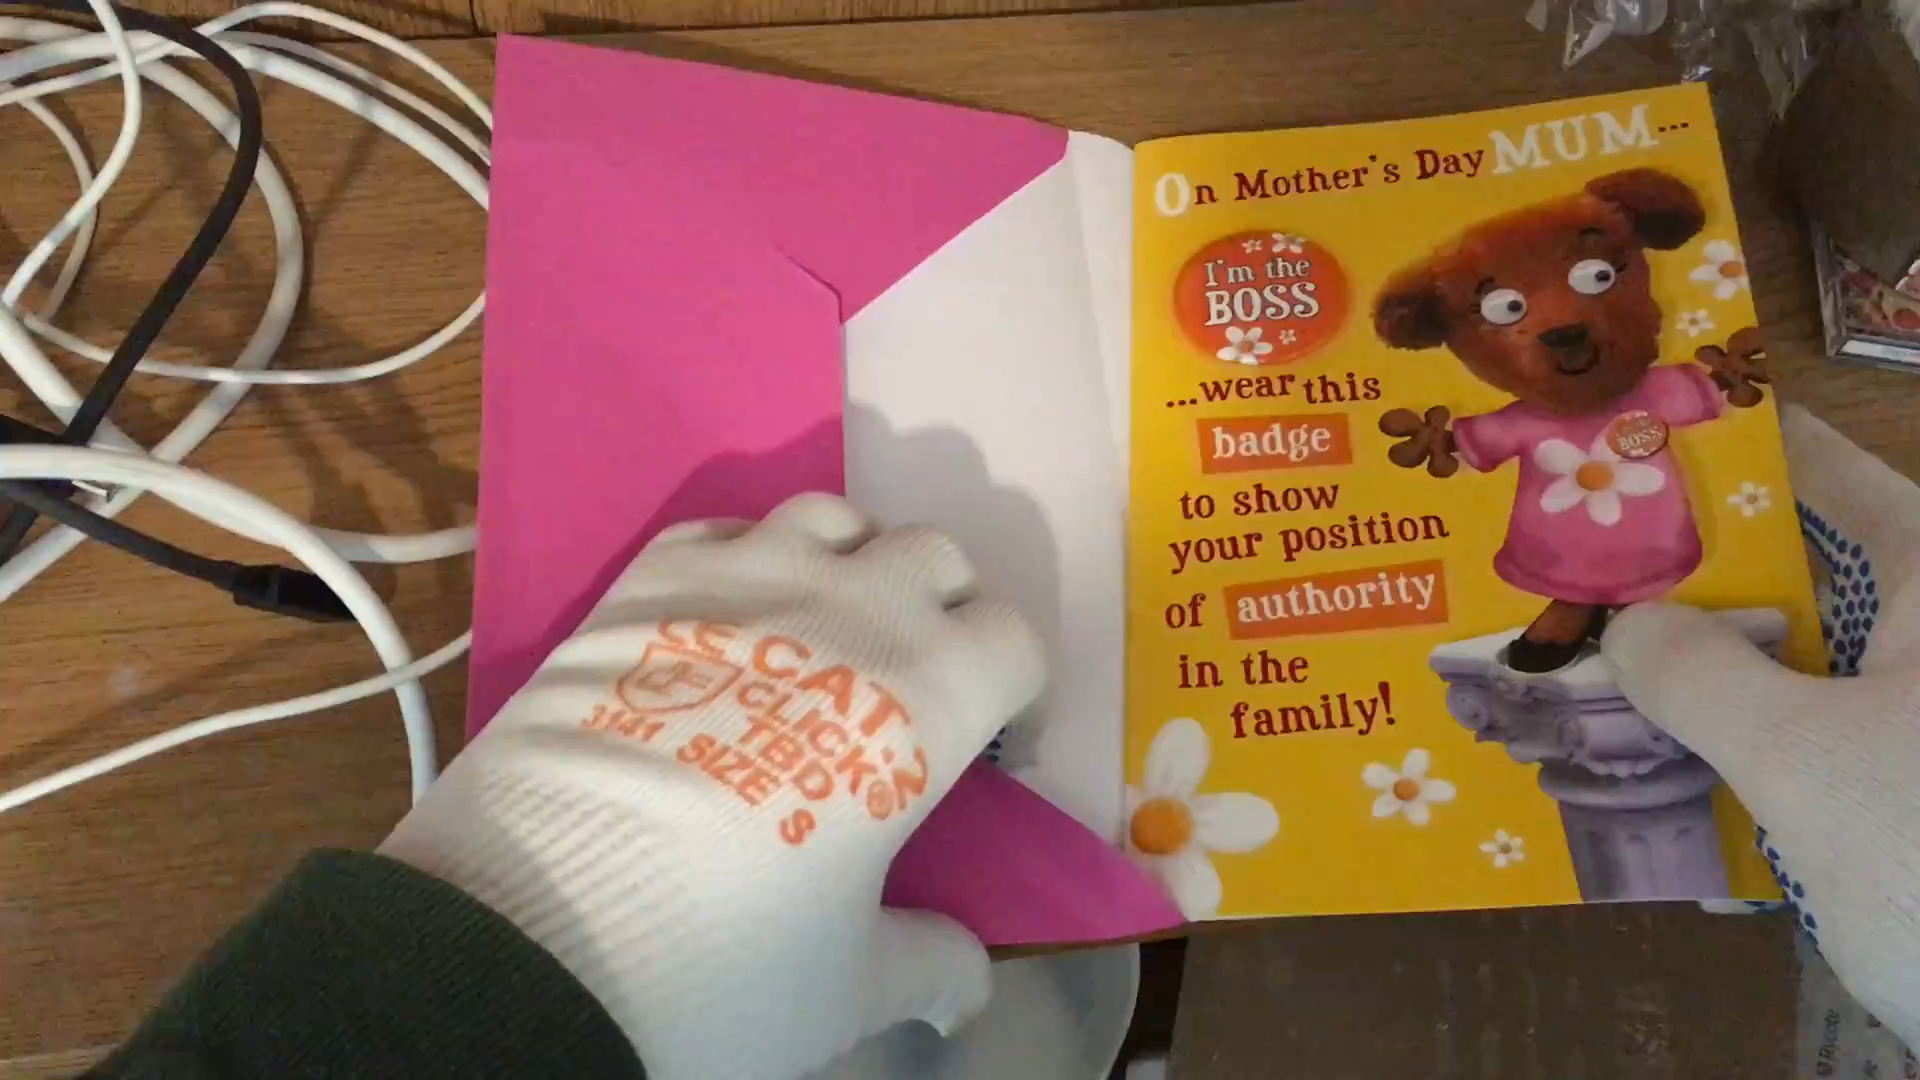 On Mother's Day MUM...
I'm the
BOSS
...wear this
badge
to show
your position
of authority
in the
family!
BOSS
CE CAT-2
CLICK®
TBD
3141 SIZE S